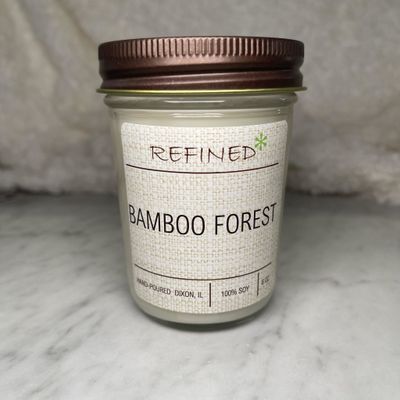 REFINED*
BAMBOO FOREST
HAND-POURED DIXON, IL | 100% SOY | 8 OZ